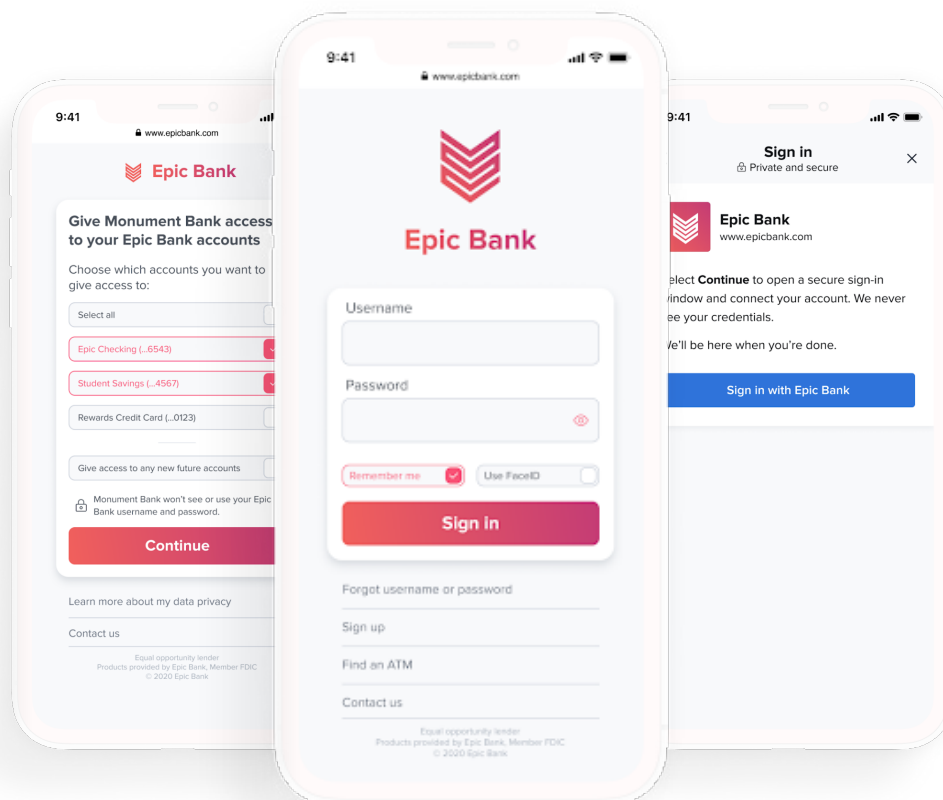 9:41
www.epicbank.com
Epic Bank
Give Monument Bank access
to your Epic Bank accounts
Choose which accounts you want to
give access to:
Select all
Epic Checking (...6543)
Student Savings (...4567)
Rewards Credit Card (...0123)
Give access to any new future accounts
Monument Bank won't see or use your Epic
Bank username and password.
Continue
Learn more about my data privacy
Contact us
Equal opportunity lender
Products provided by Epic Bank, Member FDIC
© 2020 Epic Bank
9:41
www.epicbank.com
Epic Bank
Username
Password
Remember me
Use FaceID
Sign in
Forgot username or password
Sign up
Find an ATM
Contact us
Equal opportunity lender
Products provided by Epic Bank, Member FDIC
© 2020 Epic Bank
9:41
Sign in
Private and secure
Epic Bank
www.epicbank.com
elect Continue to open a secure sign-in
indow and connect your account. We never
ee your credentials.
e'll be here when you're done.
Sign in with Epic Bank